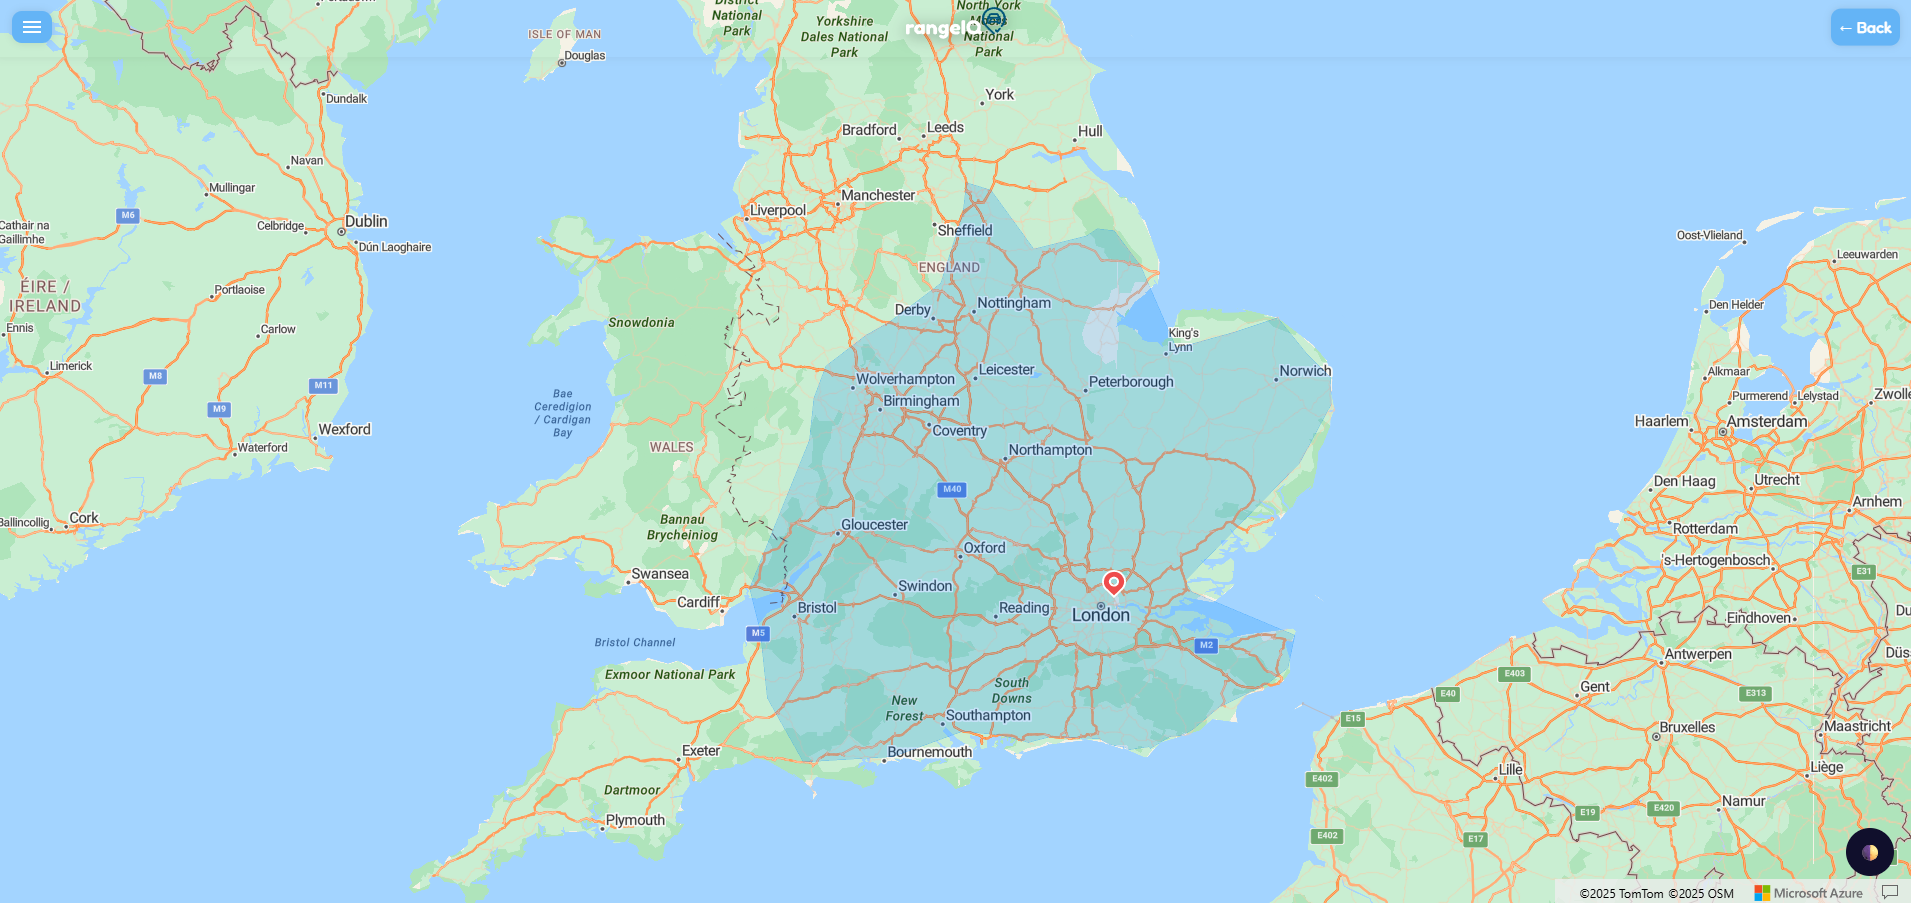 District
National
Park
Yorkshire
Dales National
Park
North York
Moors
National
Park
rangeIQ
← Back
ISLE OF MAN
Douglas
Dundalk
York
Bradford
Leeds
Hull
Navan
Mullingar
M6
Manchester
Liverpool
Cathair na
Gaillimhe
Celbridge
Dublin
Dún Laoghaire
Sheffield
Oost-Vlieland
Leeuwarden
ENGLAND
ÉIRE /
IRELAND
Portlaoise
Ennis
Carlow
Snowdonia
Derby
Nottingham
King's
Lynn
Den Helder
Limerick
M8
M11
Wolverhampton
Leicester
Peterborough
Norwich
Alkmaar
Birmingham
Purmerend
Lelystad
Zwolle
Bae
Ceredigion
/ Cardigan
Bay
M9
Wexford
Waterford
WALES
Coventry
Northampton
Haarlem
Amsterdam
M40
Den Haag
Utrecht
Arnhem
Ballincollig
Cork
Bannau
Brycheiniog
Gloucester
Rotterdam
Oxford
's-Hertogenbosch
E31
Swansea
Swindon
Cardiff
Bristol
Reading
London
Eindhoven
Bristol Channel
M5
M2
Antwerpen
Exmoor National Park
South
Downs
New
Forest
E403
Gent
E40
E313
Southampton
E15
Bruxelles
Maastricht
Exeter
Bournemouth
Lille
Liège
E402
Dartmoor
Plymouth
E19
E420
Namur
E402
E17
©2025 TomTom ©2025 OSM
Microsoft Azure